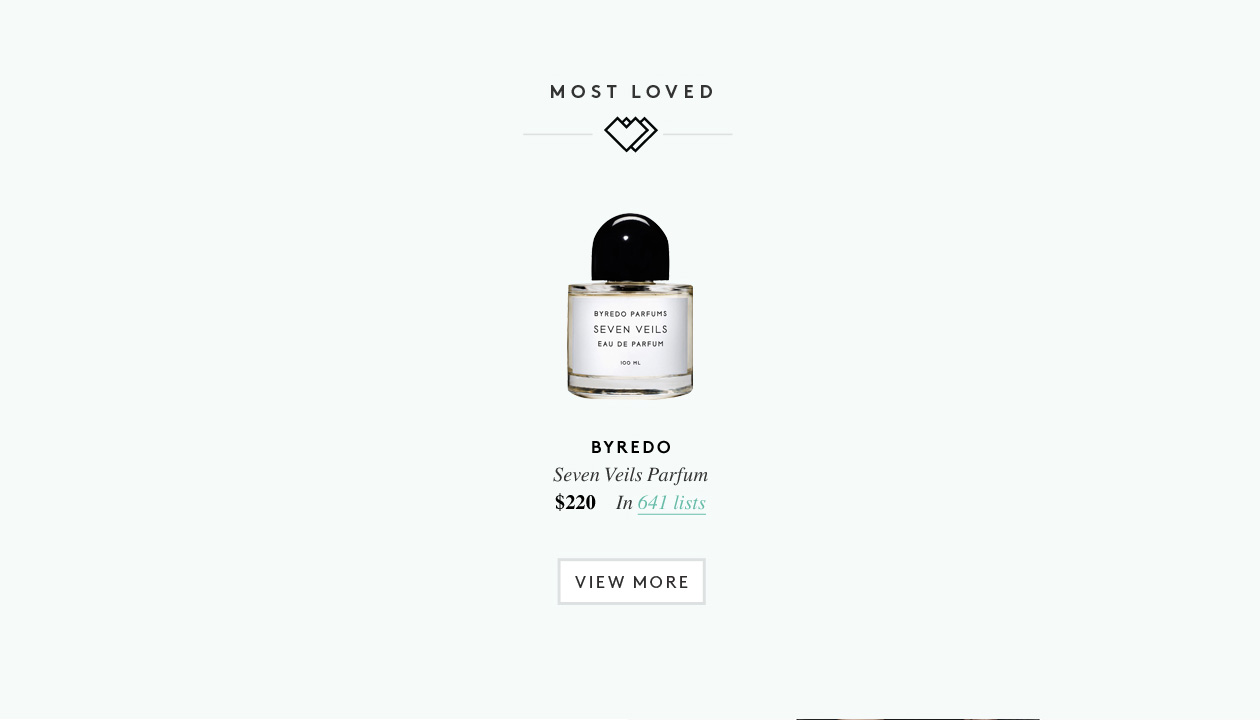 MOST LOVED
BYREDO PARFUMS
SEVEN VEILS
EAU DE PARFUM
100 ML
BYREDO
Seven Veils Parfum
$220 In 641 lists
VIEW MORE